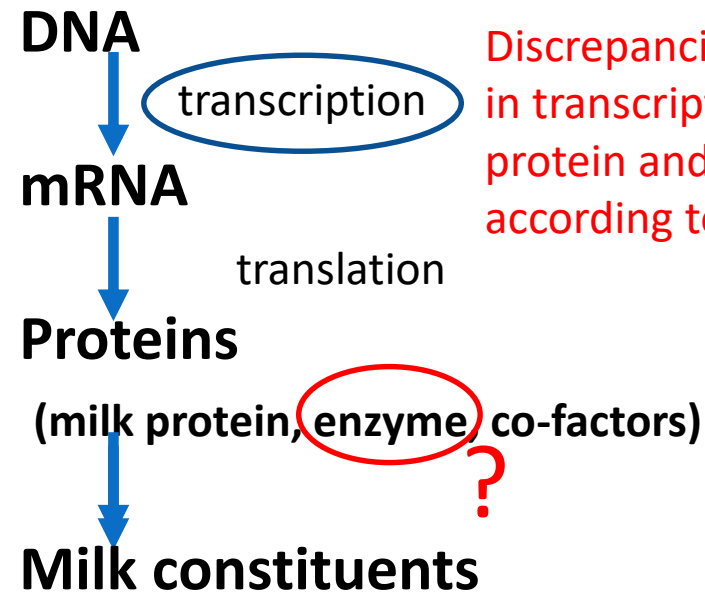 DNA
transcription
Discrepanci
in transcrip
protein and
according t
mRNA
translation
Proteins
(milk protein, enzyme, co-factors)
?
Milk constituents